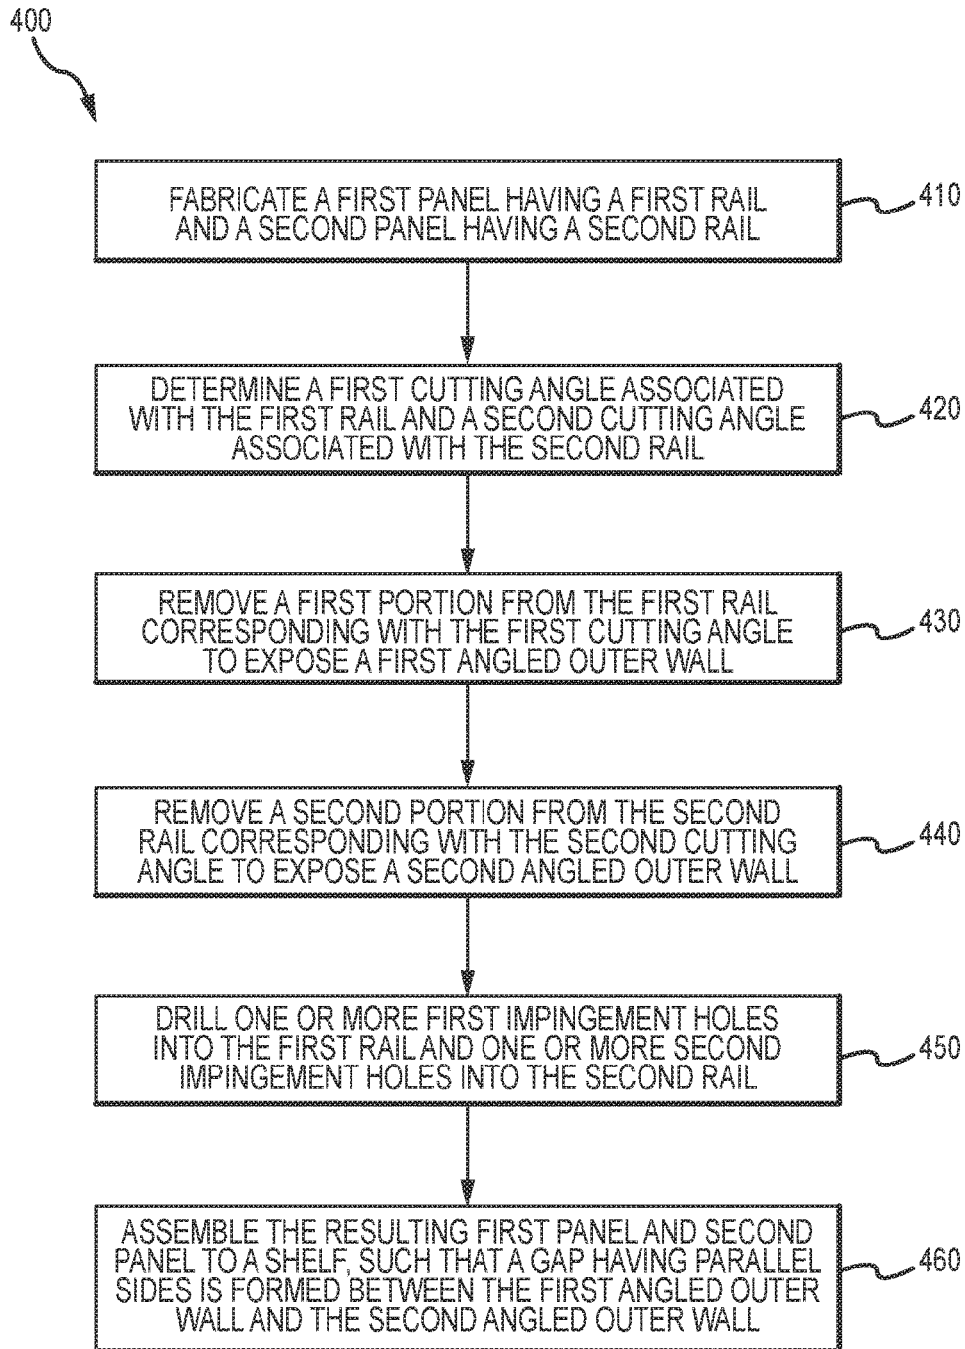 400
FABRICATE A FIRST PANEL HAVING A FIRST RAIL
AND A SECOND PANEL HAVING A SECOND RAIL
410
DETERMINE A FIRST CUTTING ANGLE ASSOCIATED
WITH THE FIRST RAIL AND A SECOND CUTTING ANGLE
ASSOCIATED WITH THE SECOND RAIL
420
REMOVE A FIRST PORTION FROM THE FIRST RAIL
CORRESPONDING WITH THE FIRST CUTTING ANGLE
TO EXPOSE A FIRST ANGLED OUTER WALL
430
REMOVE A SECOND PORTION FROM THE SECOND
RAIL CORRESPONDING WITH THE SECOND CUTTING
ANGLE TO EXPOSE A SECOND ANGLED OUTER WALL
440
DRILL ONE OR MORE FIRST IMPINGEMENT HOLES
INTO THE FIRST RAIL AND ONE OR MORE SECOND
IMPINGEMENT HOLES INTO THE SECOND RAIL
450
ASSEMBLE THE RESULTING FIRST PANEL AND SECOND
PANEL TO A SHELF, SUCH THAT A GAP HAVING PARALLEL
SIDES IS FORMED BETWEEN THE FIRST ANGLED OUTER
WALL AND THE SECOND ANGLED OUTER WALL
460